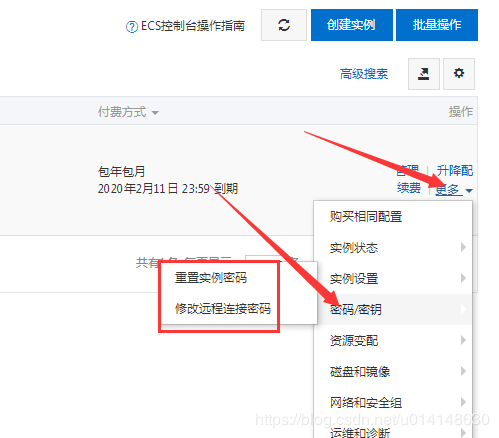 ECS控制台操作指南
创建实例
批量操作
高级搜索
付费方式
操作
包年包月
2020年2月11日 23:59 到期
管理
升降配
续费
更多
购买相同配置
实例状态
实例设置
密码/密钥
资源变配
磁盘和镜像
网络和安全组
运维和诊断
重置实例密码
修改远程连接密码
https://blog.csdn.net/u014148630